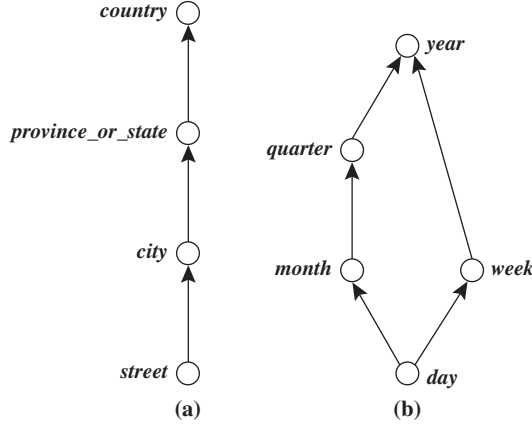 country
province_or_state
city
street
(a)
year
quarter
month
week
day
(b)